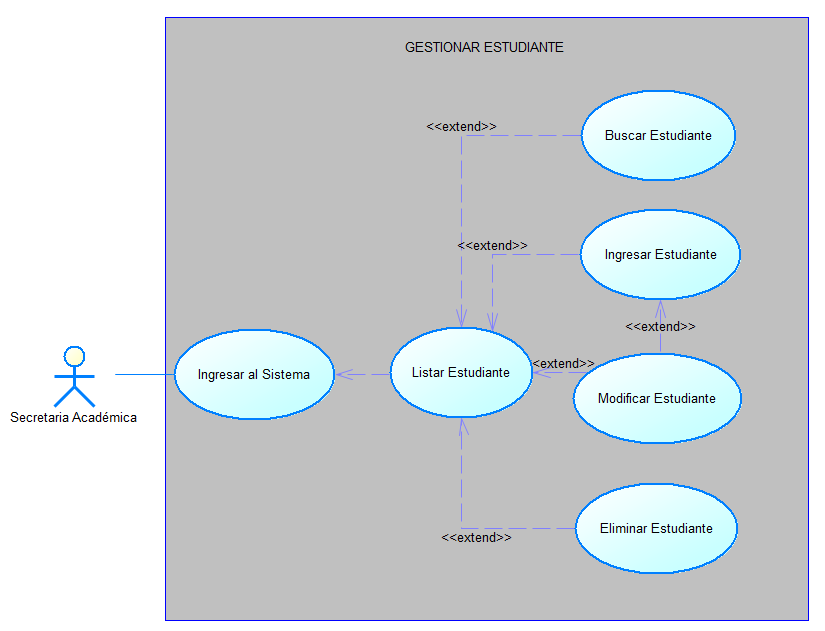 GESTIONAR ESTUDIANTE
<<extend>>
Buscar Estudiante
<<extend>>
Ingresar Estudiante
<<extend>>
<<extend>>
Ingresar al Sistema
Listar Estudiante
Modificar Estudiante
Secretaria Académica
<<extend>>
Eliminar Estudiante